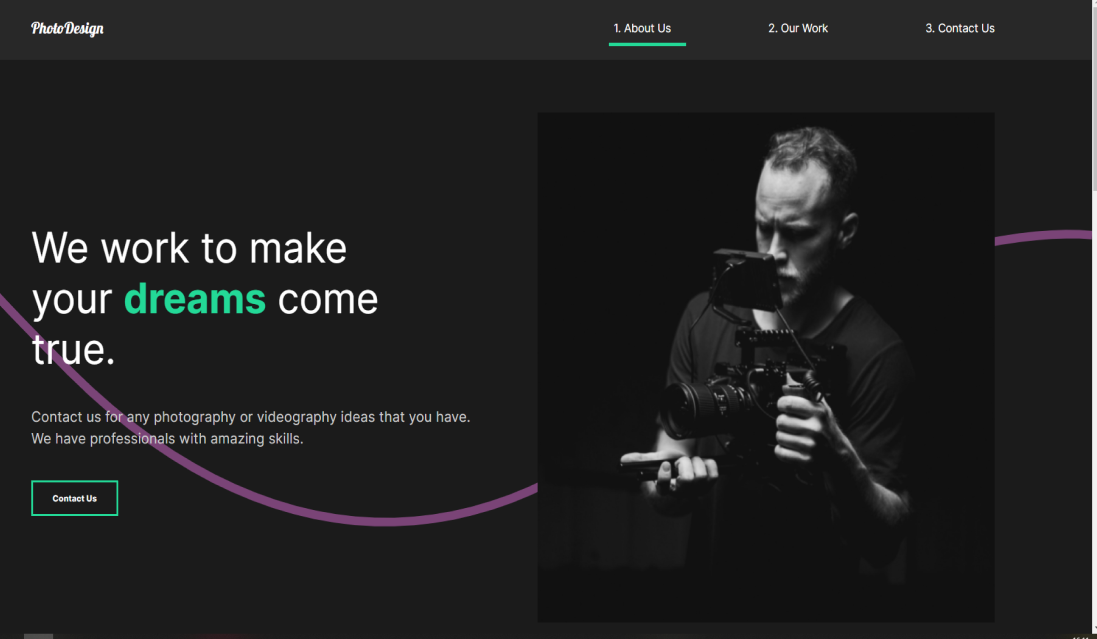 PhotoDesign
1. About Us
2. Our Work
3. Contact Us
We work to make
your dreams come
true.
Contact us for any photography or videography ideas that you have.
We have professionals with amazing skills.
Contact Us